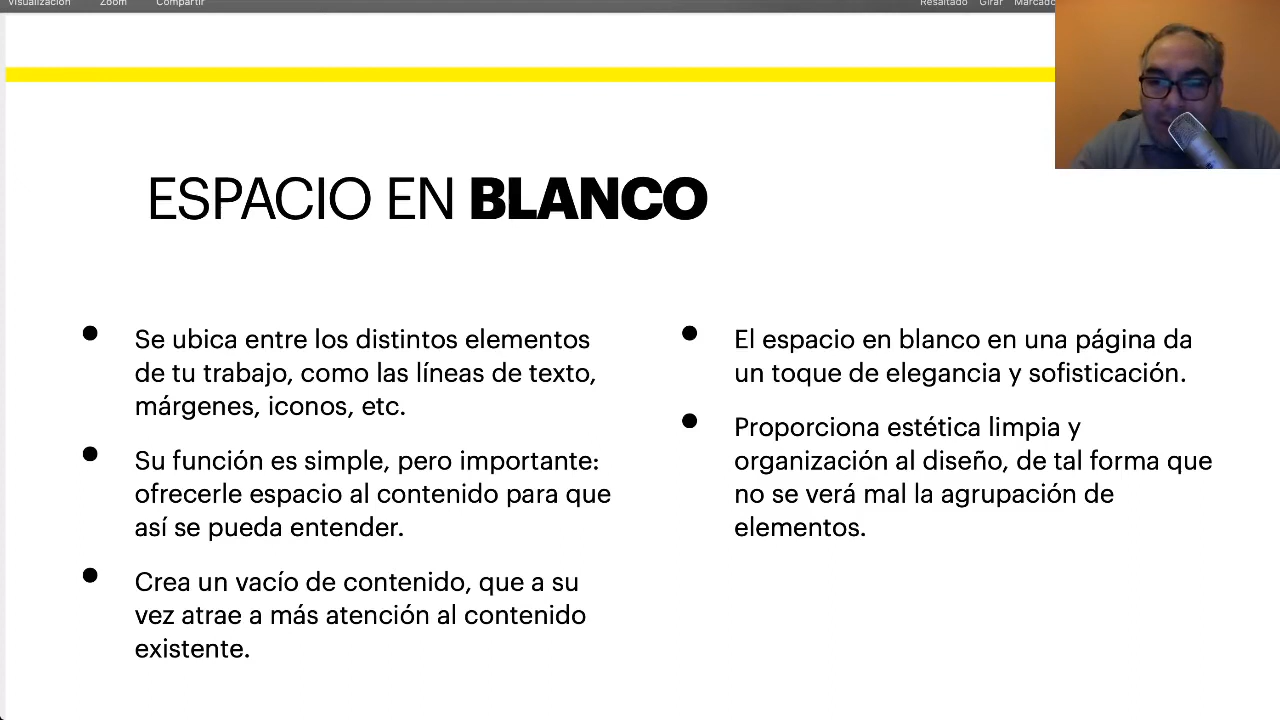 Visualización Zoom Compartir Resaltado Girar
ESPACIO EN BLANCO
Se ubica entre los distintos elementos
de tu trabajo, como las líneas de texto,
márgenes, iconos, etc.
Su función es simple, pero importante:
ofrecerle espacio al contenido para que
así se pueda entender.
Crea un vacío de contenido, que a su
vez atrae a más atención al contenido
existente.
El espacio en blanco en una página da
un toque de elegancia y sofisticación.
Proporciona estética limpia y
organización al diseño, de tal forma que
no se verá mal la agrupación de
elementos.